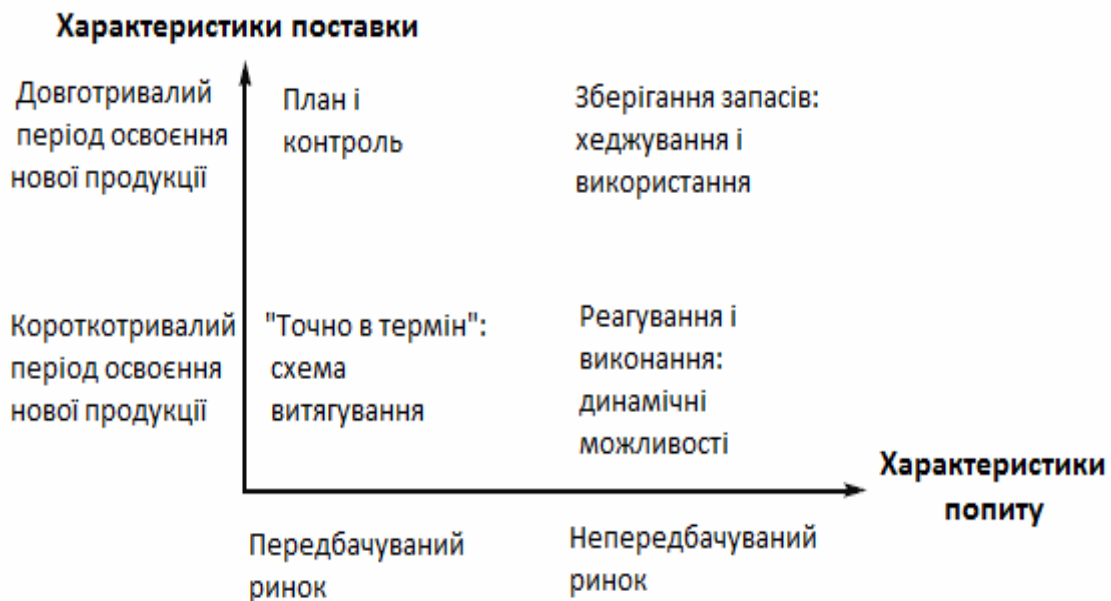 Характеристики поставки
Довготривалий
період освоєння
нової продукції
План і
контроль
Зберігання запасів:
хеджування і
використання
Короткотривалий
період освоєння
нової продукції
"Точно в термін":
схема
витягування
Реагування і
виконання:
динамічні
можливості
Характеристики
попиту
Передбачуваний
ринок
Непередбачуваний
ринок